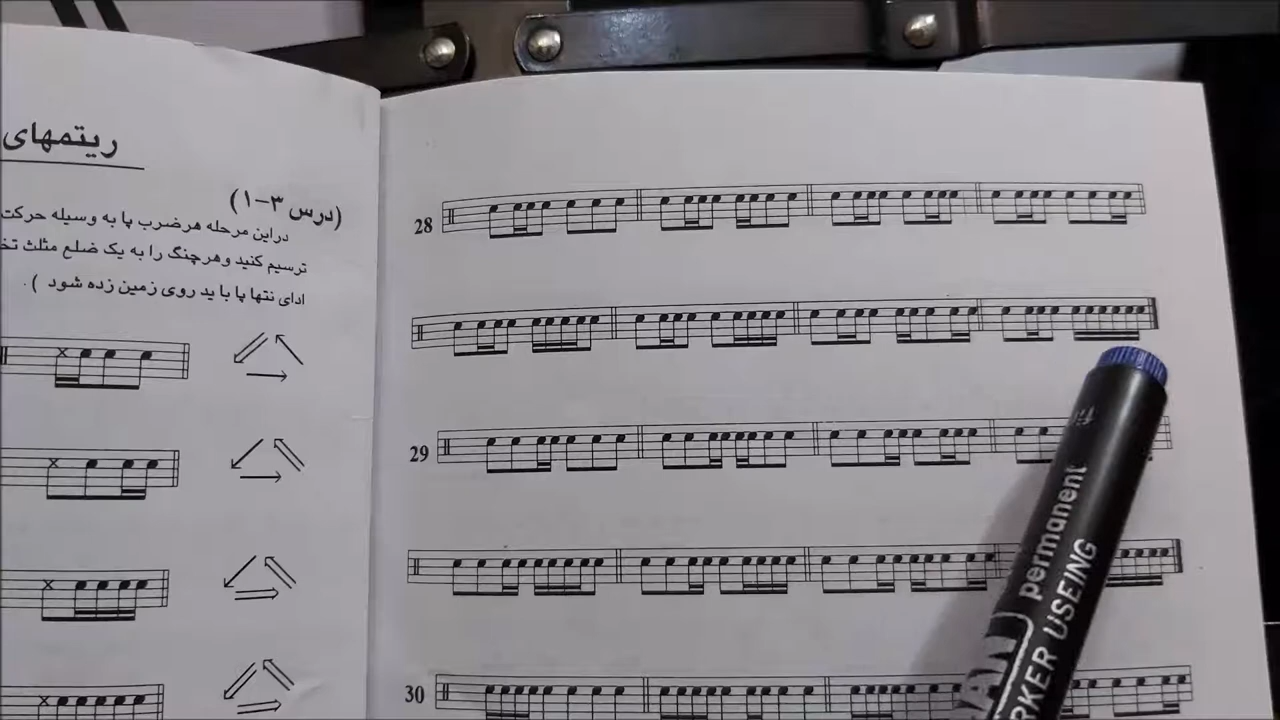 ریتمهای
(درس ۳-۱)
دراین مرحله هرضرب پا به وسیله حرکت
ترسیم کنید وهرچنگ را به یک ضلع مثلث
ادای نتها پا با ید روی زمین زده شود ) .
28
29
30
permanent
RKER USEING